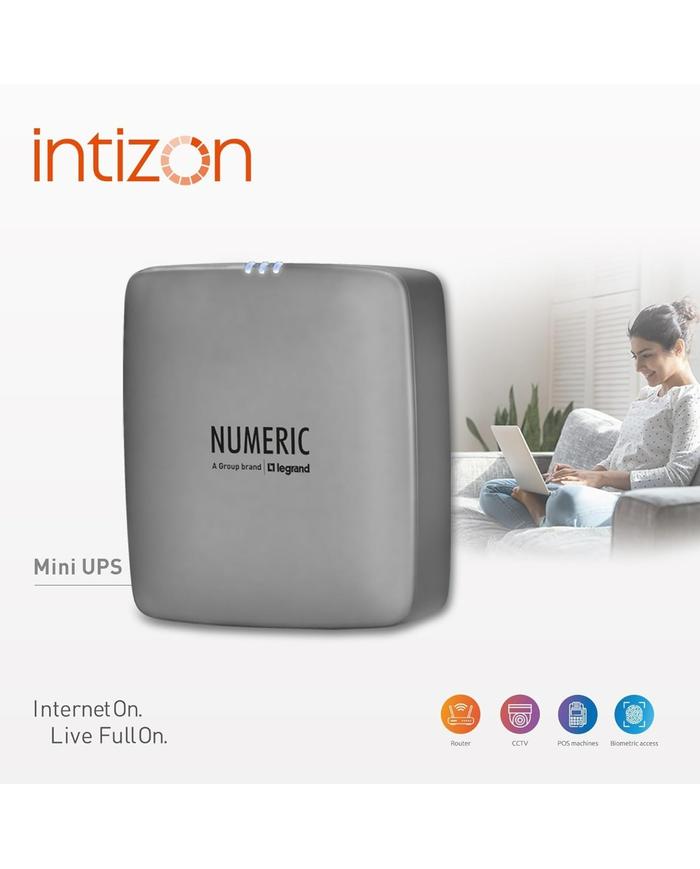 intizon
NUMERIC
A Group brand | legrand
Mini UPS
InternetOn.
Live FullOn.
Router
CCTV
POS machines
Biometric access